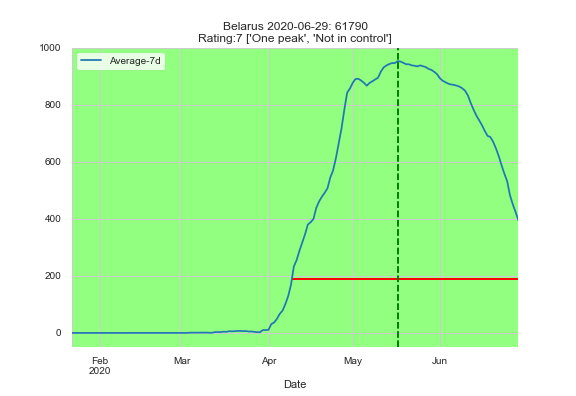 Belarus 2020-06-29: 61790
Rating:7 ['One peak', 'Not in control']
Average-7d
1000
800
600
400
200
0
Feb Mar Apr May Jun
2020
Date